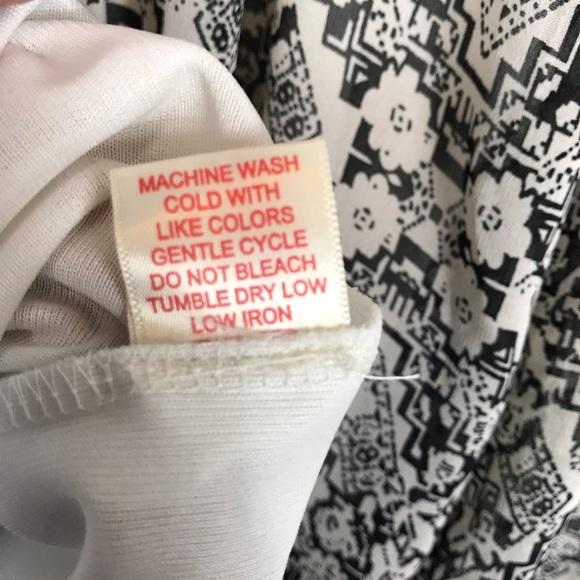 MACHINE WASH
COLD WITH
LIKE COLORS
GENTLE CYCLE
DO NOT BLEACH
TUMBLE DRY LOW
LOW IRON